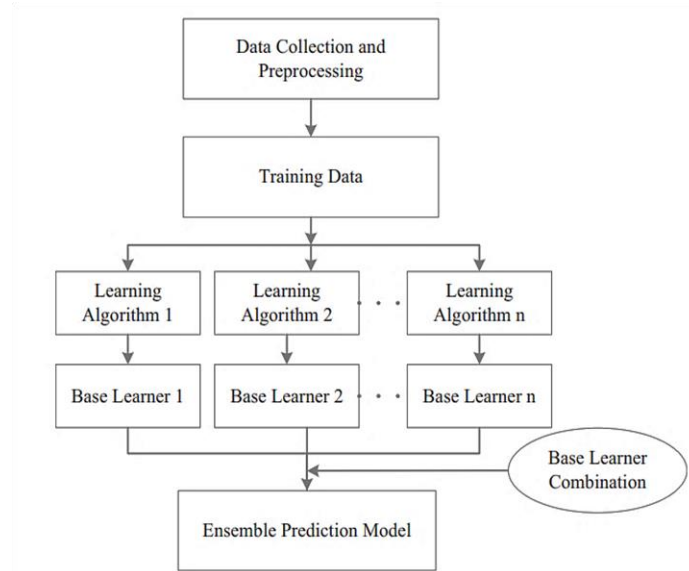 Data Collection and
Preprocessing
Training Data
Learning
Algorithm 1
Learning
Algorithm 2
. . .
Learning
Algorithm n
Base Learner 1
Base Learner 2
. . .
Base Learner n
Base Learner
Combination
Ensemble Prediction Model